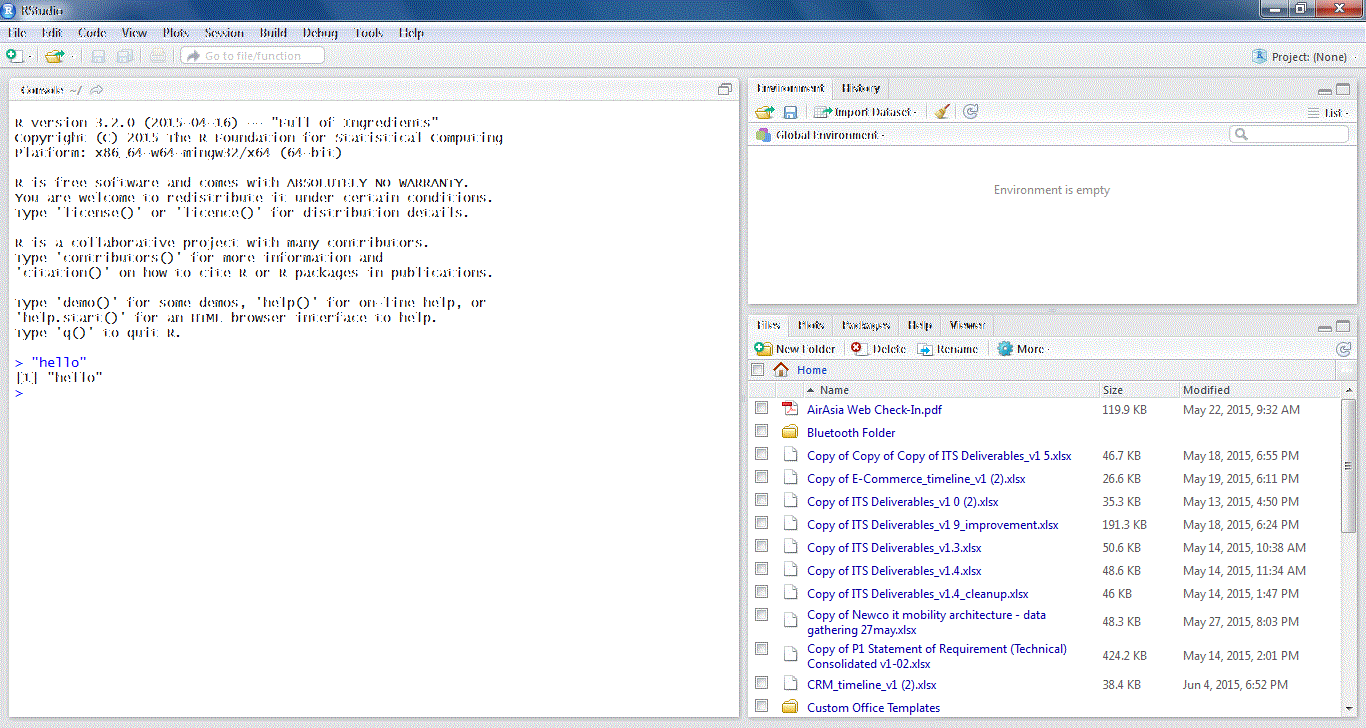 RStudio
File Edit Code View Plots Session Build Debug Tools Help
Go to file/function
Project: (None)
Console ~/
R version 3.2.0 (2015-04-16) -- "Full of Ingredients"
Copyright (C) 2015 The R Foundation for Statistical Computing
Platform: x86_64-w64-mingw32/x64 (64-bit)
R is free software and comes with ABSOLUTELY NO WARRANTY.
You are welcome to redistribute it under certain conditions.
Type 'license()' or 'licence()' for distribution details.
R is a collaborative project with many contributors.
Type 'contributors()' for more information and
'citation()' on how to cite R or R packages in publications.
Type 'demo()' for some demos, 'help()' for on-line help, or
'help.start()' for an HTML browser interface to help.
Type 'q()' to quit R.
> "hello"
[1] "hello"
>
Environment History
Import Dataset
List
Global Environment
Environment is empty
Files Plots Packages Help Viewer
New Folder Delete Rename More
Home
Name Size Modified
AirAsia Web Check-In.pdf 119.9 KB May 22, 2015, 9:32 AM
Bluetooth Folder
Copy of Copy of Copy of ITS Deliverables_v1 5.xlsx 46.7 KB May 18, 2015, 6:55 PM
Copy of E-Commerce_timeline_v1 (2).xlsx 26.6 KB May 19, 2015, 6:11 PM
Copy of ITS Deliverables_v1 0 (2).xlsx 35.3 KB May 13, 2015, 4:50 PM
Copy of ITS Deliverables_v1 9_improvement.xlsx 191.3 KB May 18, 2015, 6:24 PM
Copy of ITS Deliverables_v1.3.xlsx 50.6 KB May 14, 2015, 10:38 AM
Copy of ITS Deliverables_v1.4.xlsx 48.6 KB May 14, 2015, 11:34 AM
Copy of ITS Deliverables_v1.4_cleanup.xlsx 46 KB May 14, 2015, 1:47 PM
Copy of Newco it mobility architecture - data
gathering 27may.xlsx 48.3 KB May 27, 2015, 8:03 PM
Copy of P1 Statement of Requirement (Technical)
Consolidated v1-02.xlsx 424.2 KB May 14, 2015, 2:01 PM
CRM_timeline_v1 (2).xlsx 38.4 KB Jun 4, 2015, 6:52 PM
Custom Office Templates